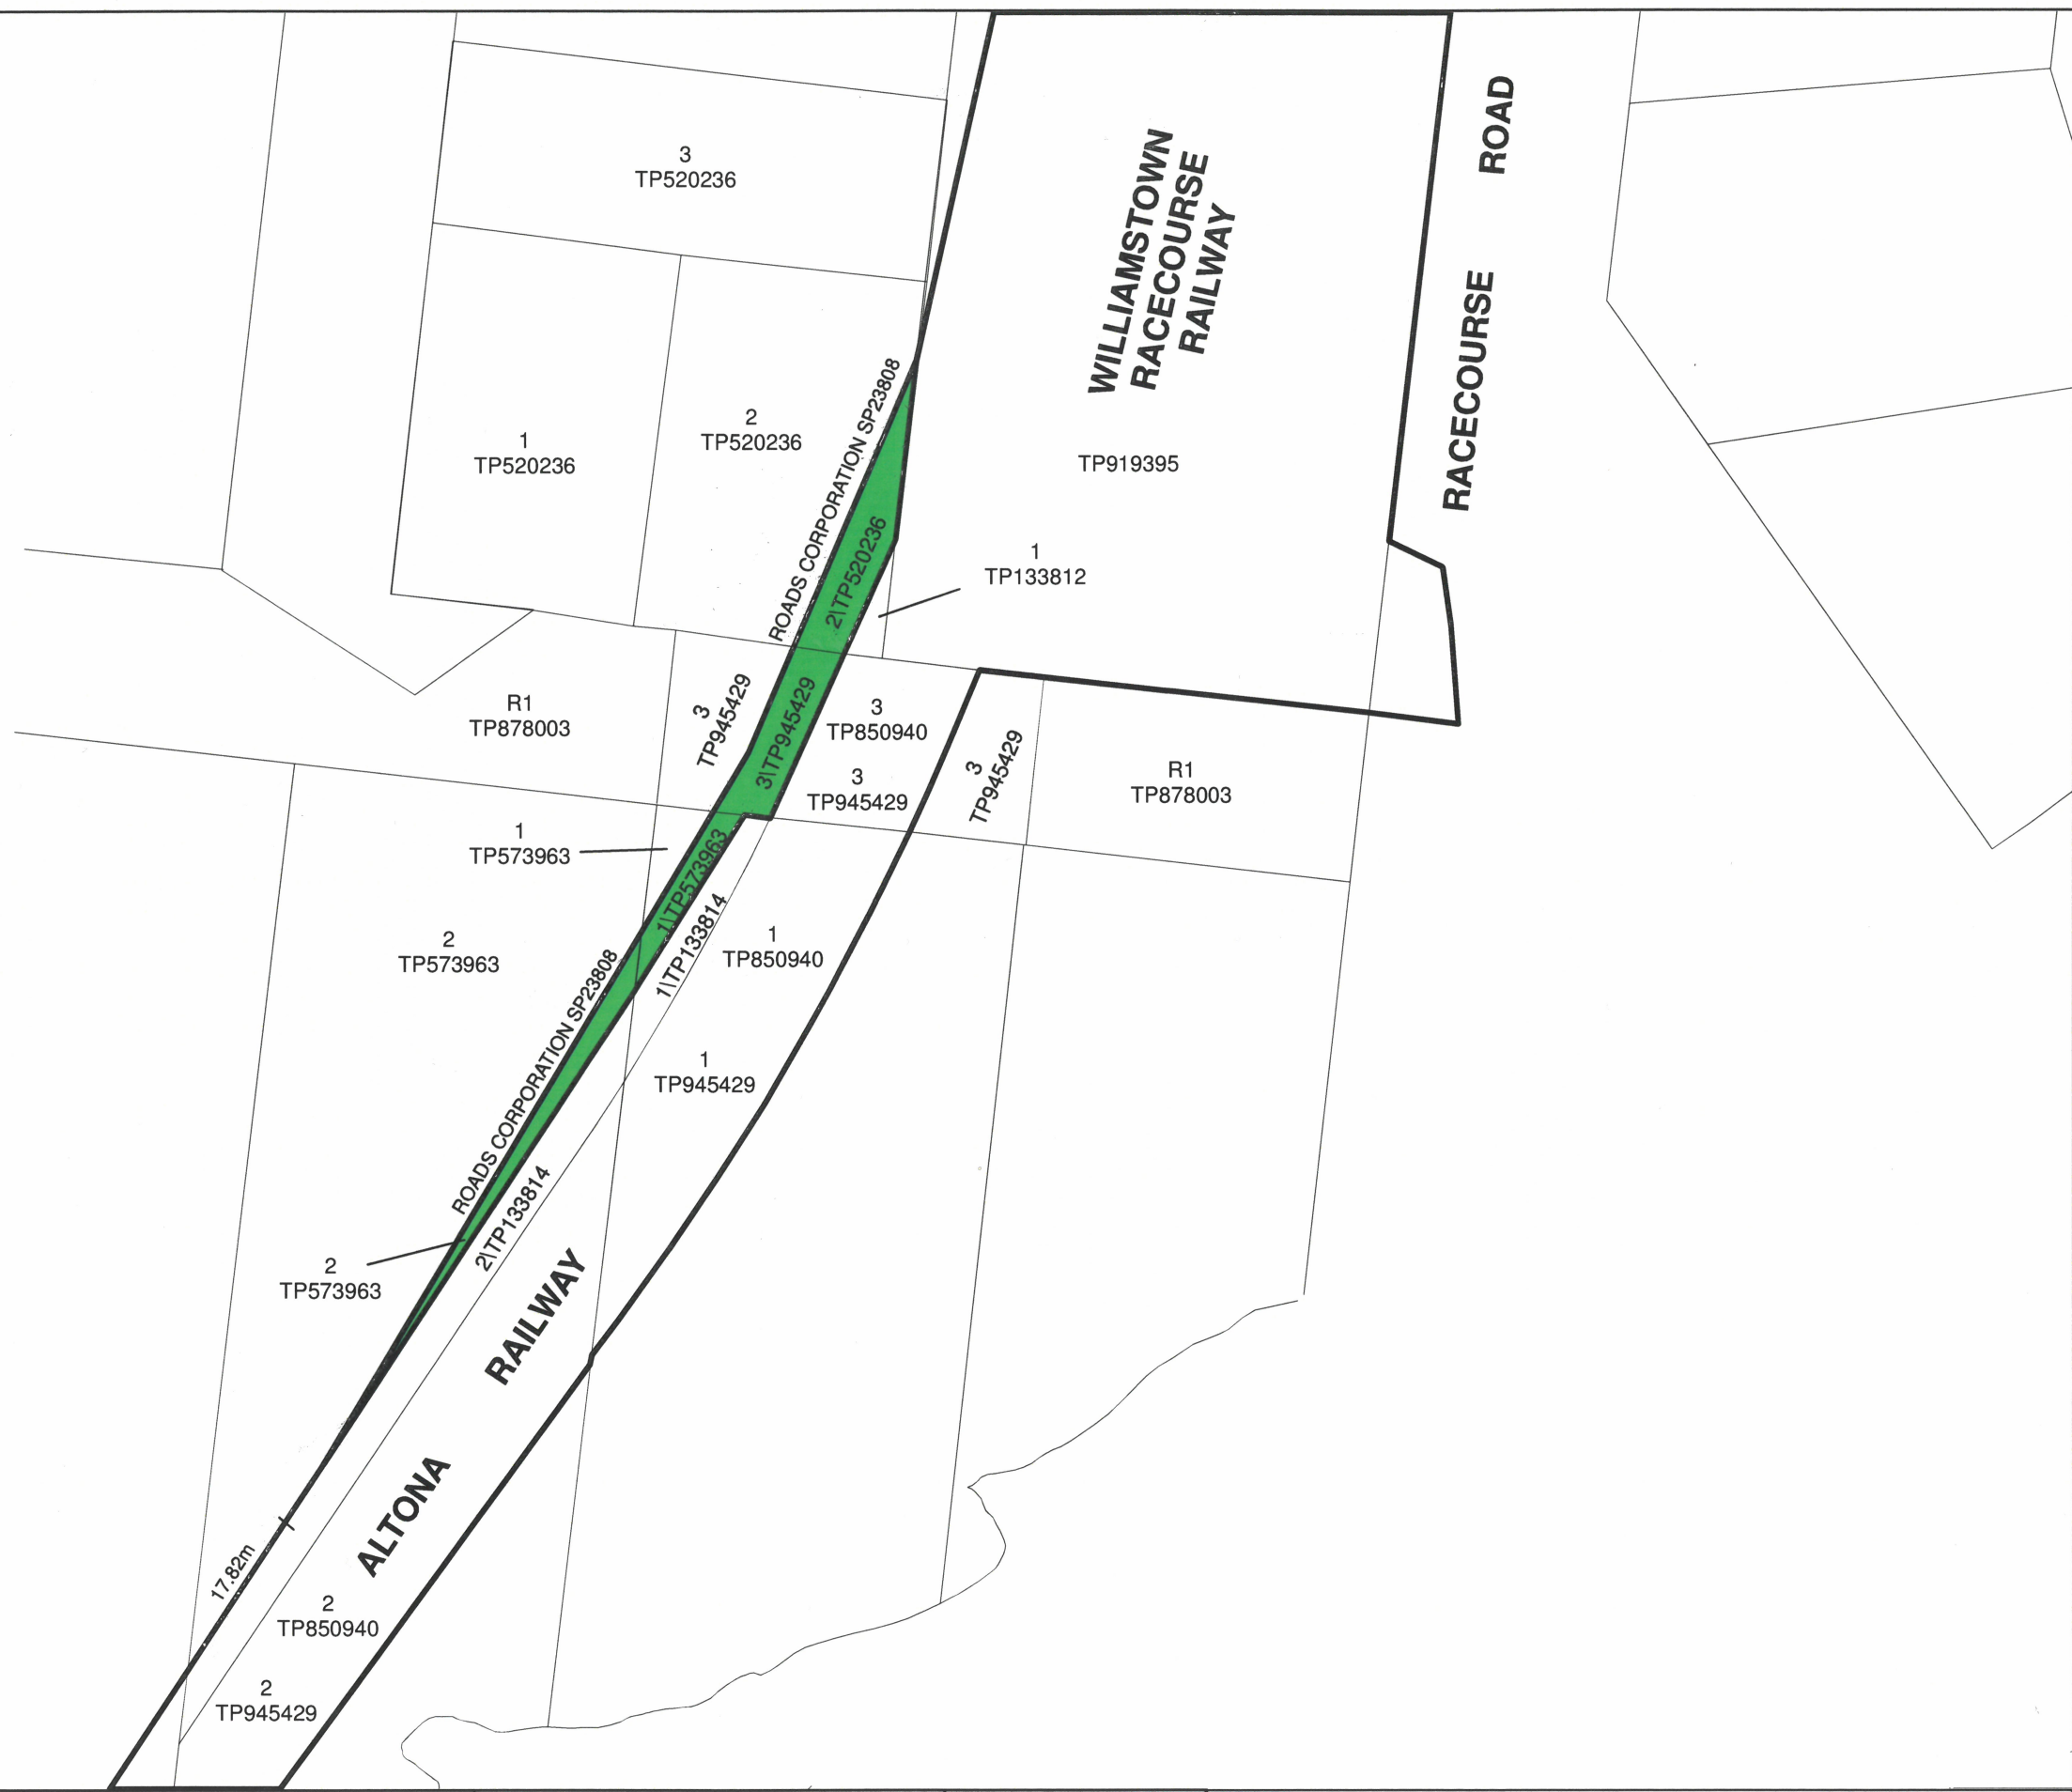 3
TP520236
WILLIAMSTOWN
RACECOURSE
RAILWAY
RACECOURSE ROAD
1
TP520236
2
TP520236
ROADS CORPORATION SP23808
2\TP520236
TP919395
1
TP133812
R1
TP878003
3
TP945429
3\TP945429
3
TP850940
3
TP945429
3
TP945429
R1
TP878003
1
TP573963
1\TP573963
1\TP133814
2
TP573963
1
TP850940
ROADS CORPORATION SP23808
1
TP945429
2\TP133814
2
TP573963
ALTONA RAILWAY
17.82m
2
TP850940
2
TP945429